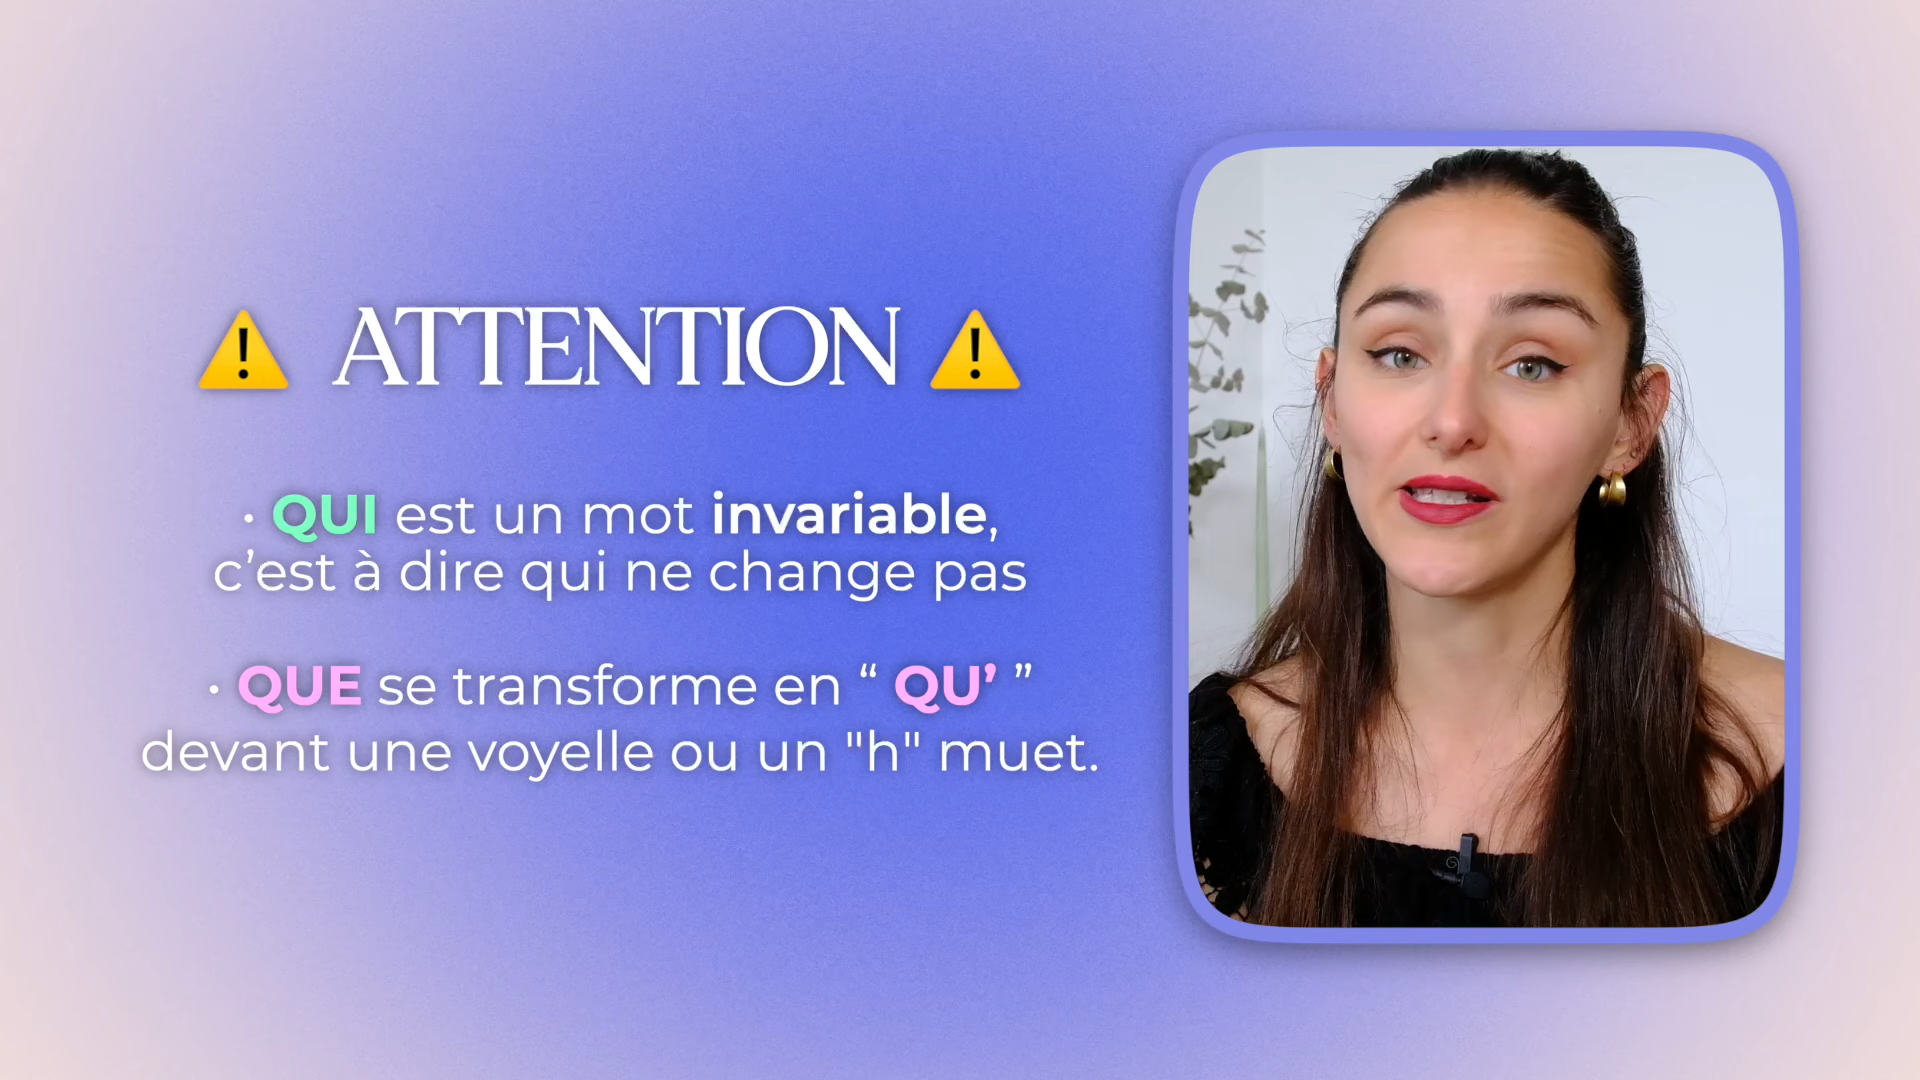 ⚠️ ATTENTION ⚠️
• QUI est un mot invariable,
c’est à dire qui ne change pas
• QUE se transforme en “ QU’ ”
devant une voyelle ou un "h" muet.